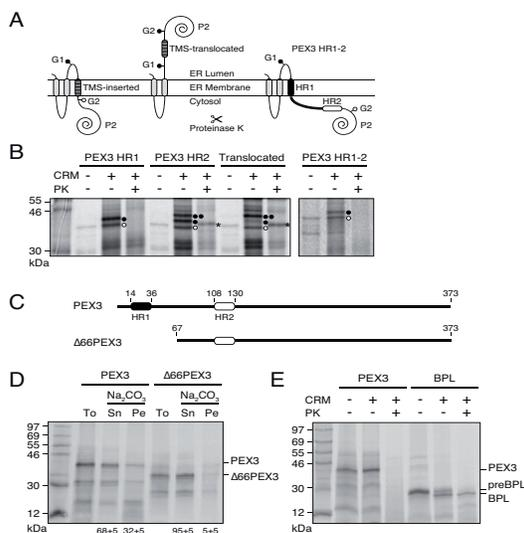 A
G2 P2
TMS-translocated PEX3 HR1-2
G1 G1 G1
ER Lumen
TMS-inserted ER Membrane HR1
Cytosol HR2
G2 G2
P2 Proteinase K P2
B
PEX3 HR1 PEX3 HR2 Translocated PEX3 HR1-2
CRM - + + - + + - + + - + +
PK - - + - - + - - + - - +
55
46
* *
30
kDa
C
14 36 108 130 373
PEX3
HR1 HR2
67 373
Δ66PEX3
D
PEX3 Δ66PEX3
Na2CO3 Na2CO3
To Sn Pe To Sn Pe
97
69
55
46
PEX3
30
Δ66PEX3
12
kDa
68±5 32±5 95±5 5±5
E
PEX3 BPL
CRM - + + - + +
PK - - + - - +
97
69
55
46
PEX3
30
preBPL
BPL
12
kDa